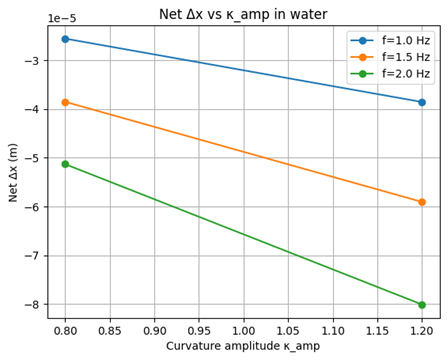 Net Δx vs κ_amp in water
1e−5
f=1.0 Hz
f=1.5 Hz
f=2.0 Hz
−3
−4
−5
−6
−7
−8
Net Δx (m)
0.80 0.85 0.90 0.95 1.00 1.05 1.10 1.15 1.20
Curvature amplitude κ_amp